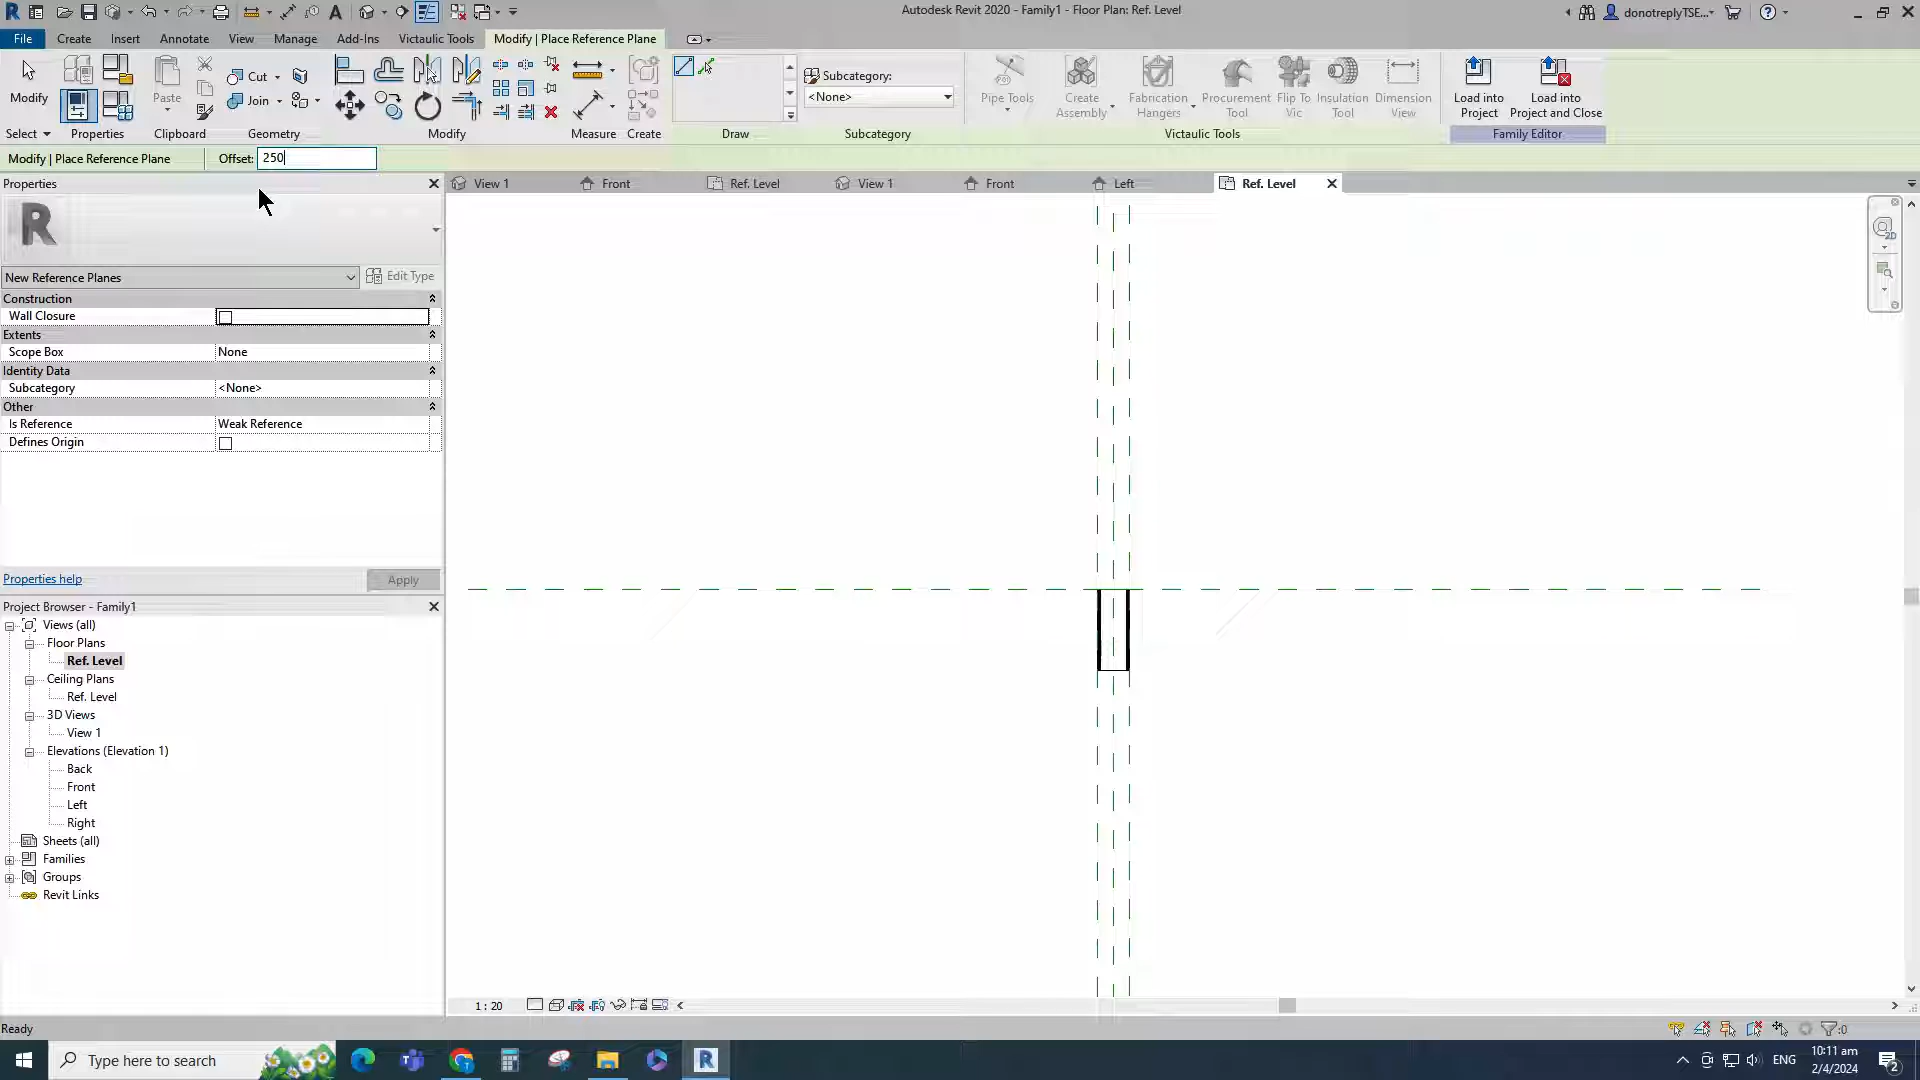 Autodesk Revit 2020 - Family1 - Floor Plan: Ref. Level
donotreplyTSE...
File Create Insert Annotate View Manage Add-Ins Victaulic Tools Modify | Place Reference Plane
Modify
Paste
Cut
Join
Subcategory:
<None>
Pipe Tools
Create
Assembly
Fabrication
Hangers
Procurement
Tool
Flip To
Vic
Insulation
Tool
Dimension
View
Load into
Project
Load into
Project and Close
Select Properties Clipboard Geometry Modify Measure Create Draw Subcategory Victaulic Tools Family Editor
Modify | Place Reference Plane Offset: 250
Properties
View 1 Front Ref. Level View 1 Front Left Ref. Level
2D
New Reference Planes Edit Type
Construction
Wall Closure
Extents
Scope Box None
Identity Data
Subcategory <None>
Other
Is Reference Weak Reference
Defines Origin
Properties help Apply
Project Browser - Family1
Views (all)
Floor Plans
Ref. Level
Ceiling Plans
Ref. Level
3D Views
View 1
Elevations (Elevation 1)
Back
Front
Left
Right
Sheets (all)
Families
Groups
Revit Links
1 : 20
Ready
:0
Type here to search
ENG
10:11 am
2/4/2024
2